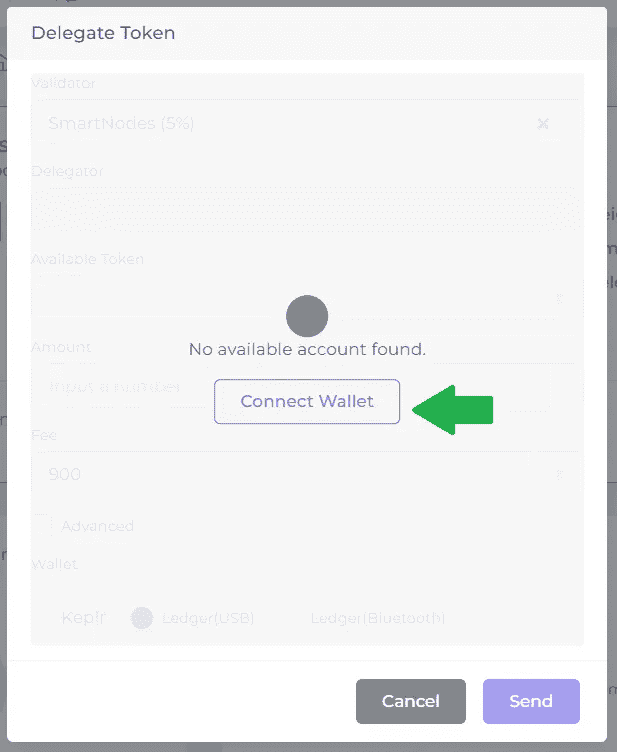 Delegate Token
Validator
SmartNodes (5%)
Delegator
Available Token
No available account found.
Amount
Input a number
Connect Wallet
Fee
900
Advanced
Wallet
Keplr Ledger(USB) Ledger(Bluetooth)
Cancel Send